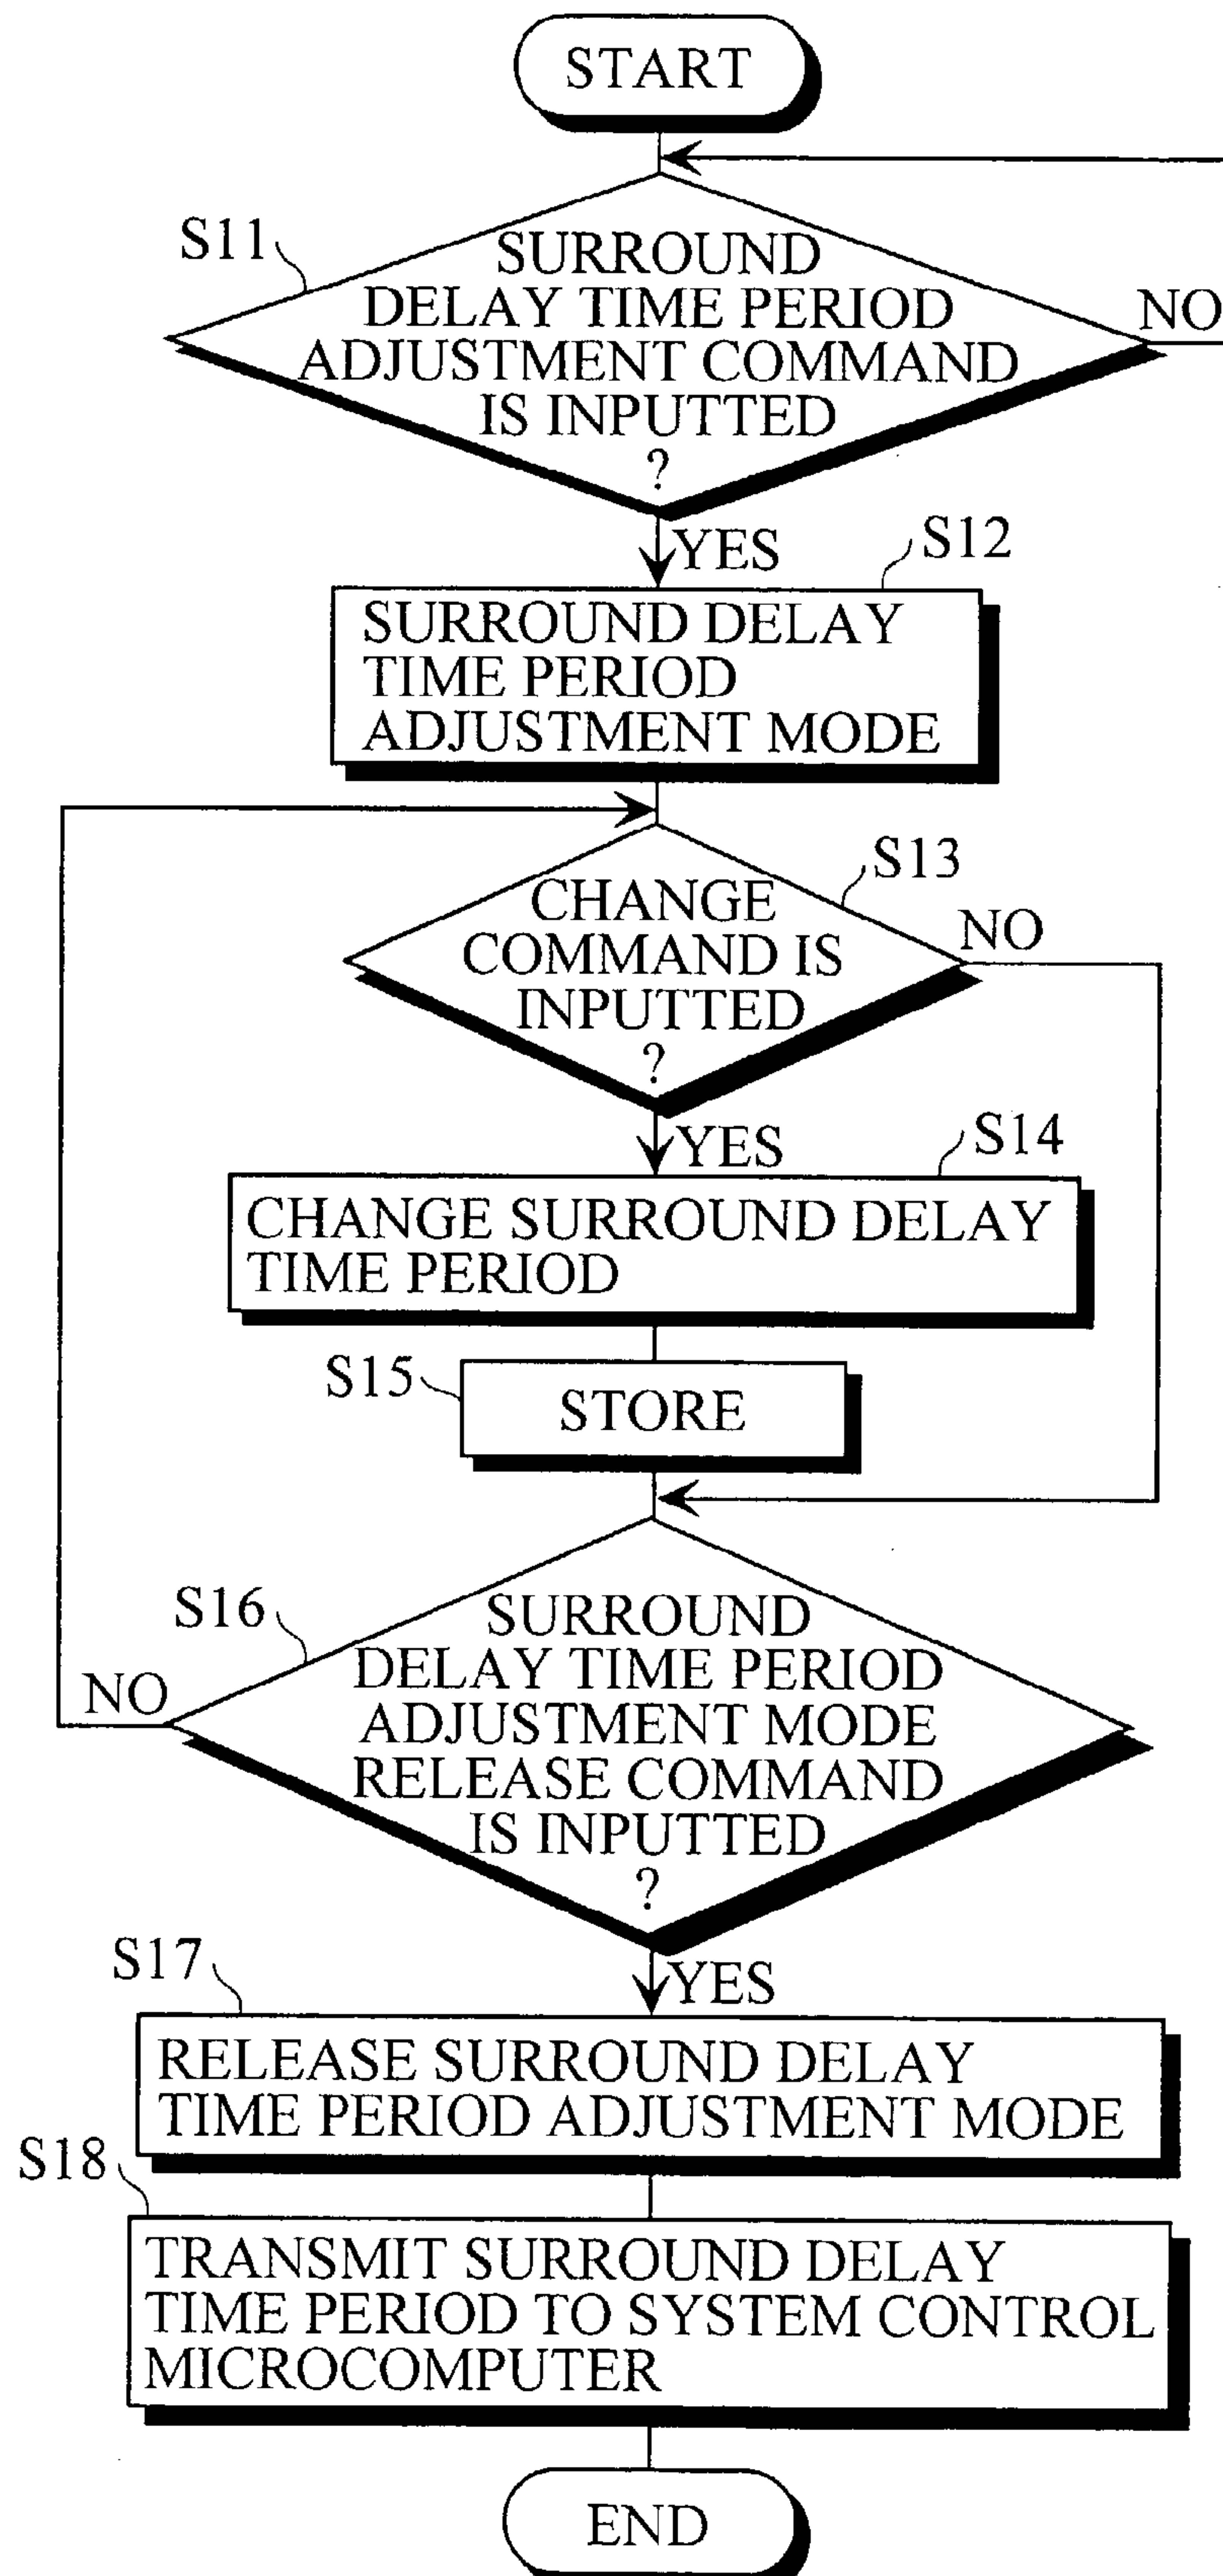 START
S11
SURROUND
DELAY TIME PERIOD
ADJUSTMENT COMMAND
IS INPUTTED
?
NO
YES
S12
SURROUND DELAY
TIME PERIOD
ADJUSTMENT MODE
S13
CHANGE
COMMAND IS
INPUTTED
?
NO
YES
S14
CHANGE SURROUND DELAY
TIME PERIOD
S15
STORE
S16
SURROUND
DELAY TIME PERIOD
ADJUSTMENT MODE
RELEASE COMMAND
IS INPUTTED
?
NO
YES
S17
RELEASE SURROUND DELAY
TIME PERIOD ADJUSTMENT MODE
S18
TRANSMIT SURROUND DELAY
TIME PERIOD TO SYSTEM CONTROL
MICROCOMPUTER
END